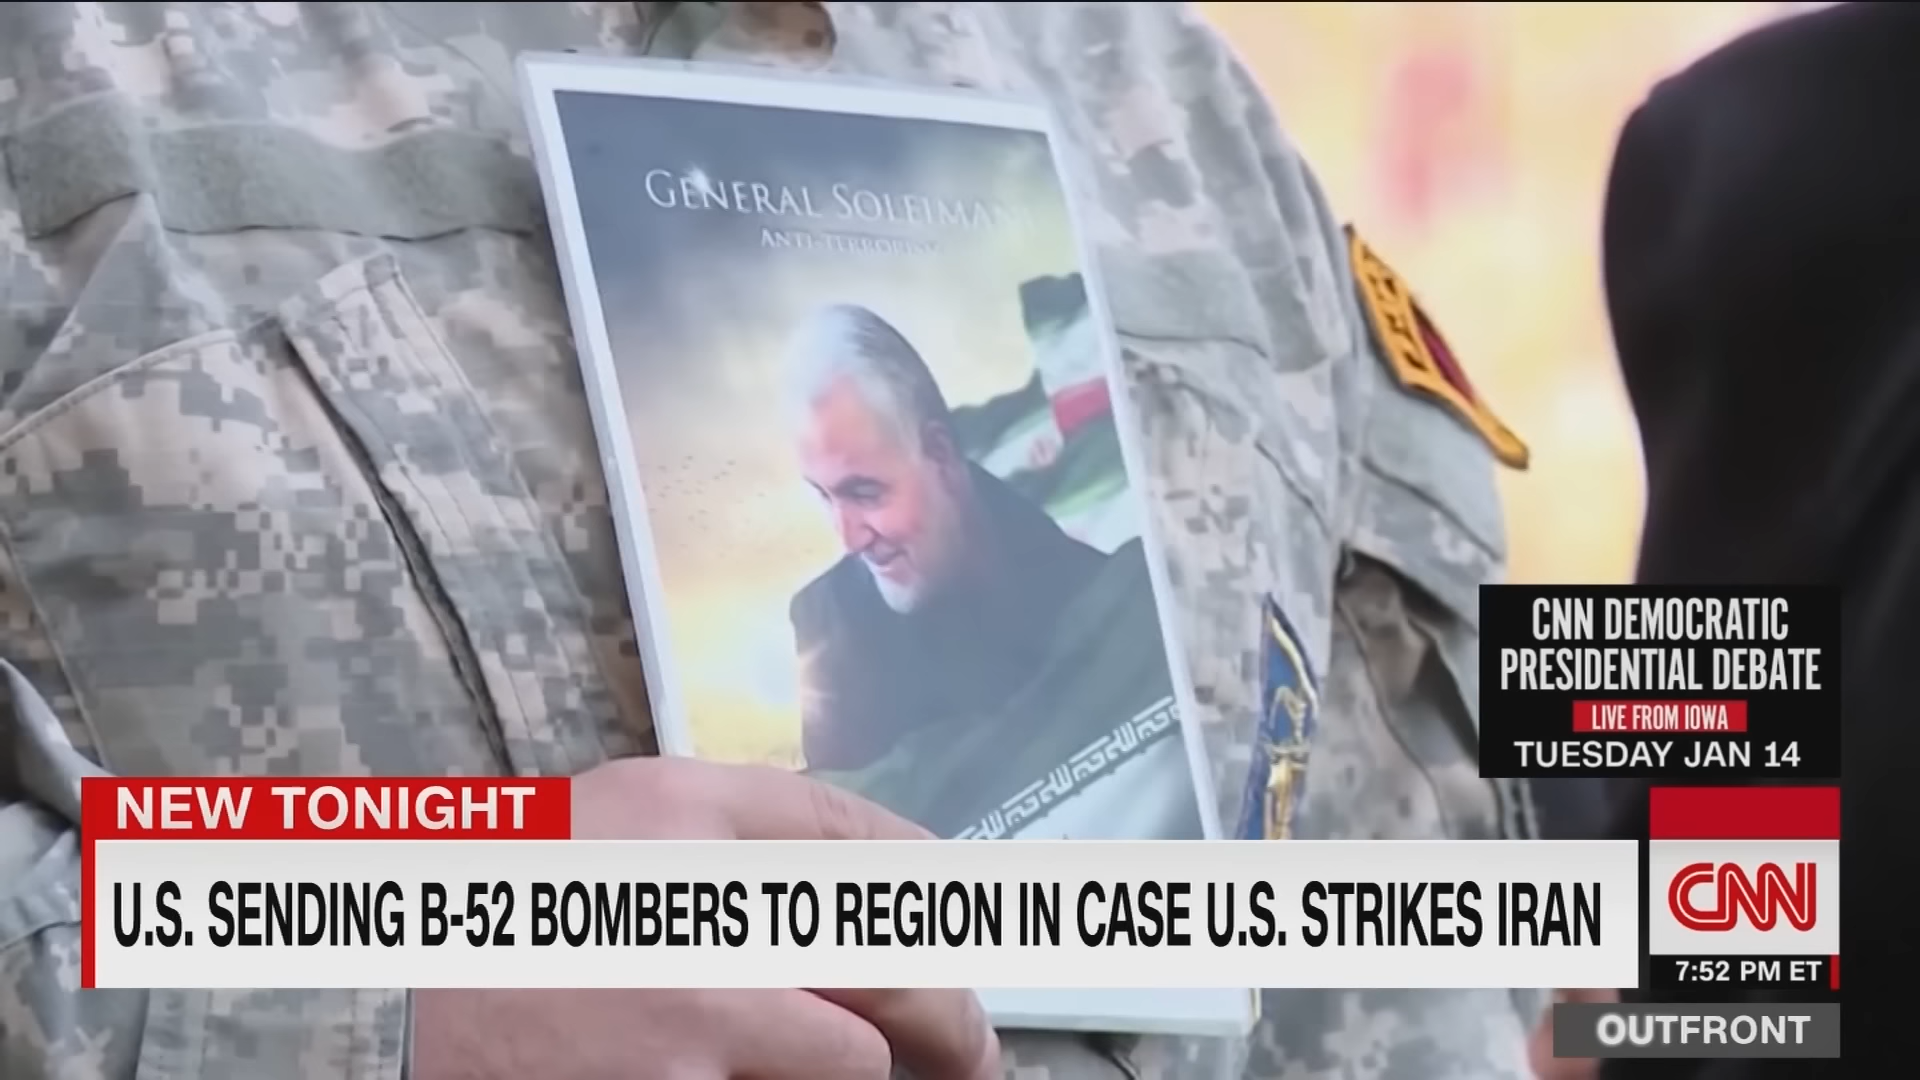 GENERAL SOLEIMANI
ANTI-TERRORISM
CNN DEMOCRATIC
PRESIDENTIAL DEBATE
LIVE FROM IOWA
TUESDAY JAN 14
NEW TONIGHT
U.S. SENDING B-52 BOMBERS TO REGION IN CASE U.S. STRIKES IRAN
CNN
7:52 PM ET
OUTFRONT